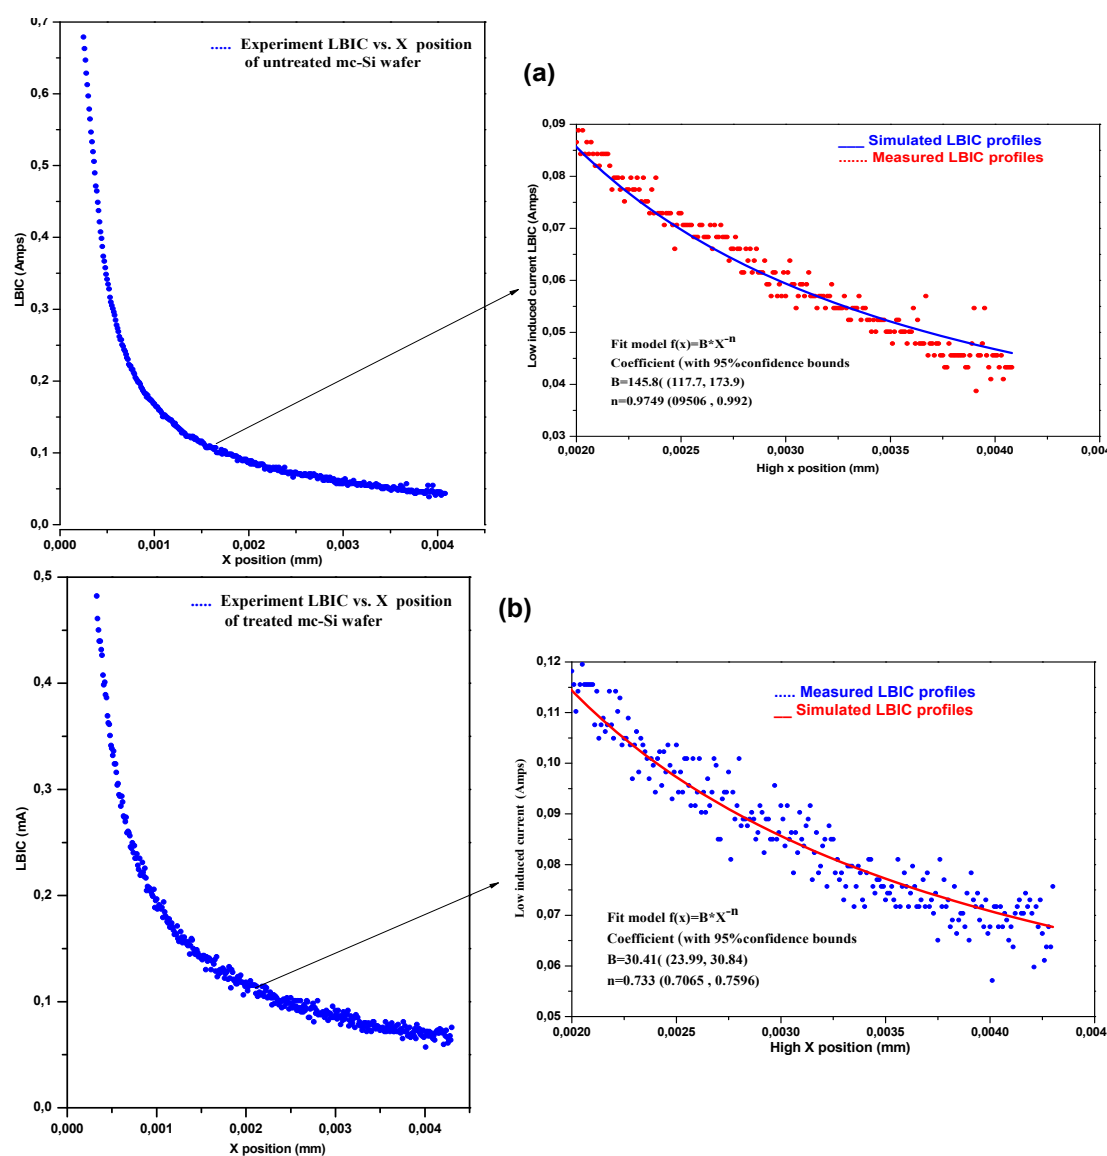 0,7
0,6
0,5
0,4
0,3
0,2
0,1
0,0
LBIC (Amps)
..... Experiment LBIC vs. X position
of untreated mc-Si wafer
0,000
0,001
0,002
0,003
0,004
X position (mm)
(a)
0,09
0,08
0,07
0,06
0,05
0,04
0,03
Low induced current LBIC (Amps)
___ Simulated LBIC profiles
....... Measured LBIC profiles
Fit model f(x)=B*X-n
Coefficient (with 95%confidence bounds
B=145.8( (117.7, 173.9)
n=0.9749 (09506 , 0.992)
0,0020
0,0025
0,0030
0,0035
0,0040
0,004
High x position (mm)
0,5
0,4
0,3
0,2
0,1
0,0
LBIC (mA)
..... Experiment LBIC vs. X position
of treated mc-Si wafer
0,000
0,001
0,002
0,003
0,004
X position (mm)
(b)
0,12
0,11
0,10
0,09
0,08
0,07
0,06
0,05
Low induced current (Amps)
..... Measured LBIC profiles
__ Simulated LBIC profiles
Fit model f(x)=B*X-n
Coefficient (with 95%confidence bounds
B=30.41( (23.99, 30.84)
n=0.733 (0.7065 , 0.7596)
0,0020
0,0025
0,0030
0,0035
0,0040
0,004
High X position (mm)